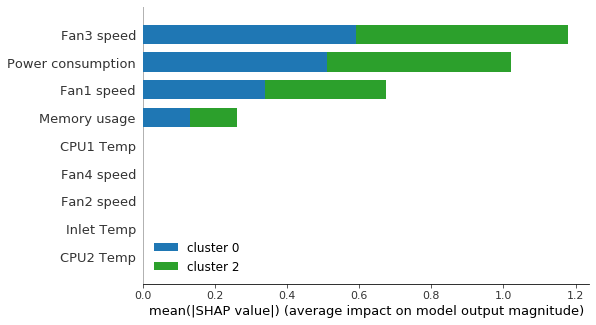 Fan3 speed
Power consumption
Fan1 speed
Memory usage
CPU1 Temp
Fan4 speed
Fan2 speed
Inlet Temp
CPU2 Temp
cluster 0
cluster 2
0.0 0.2 0.4 0.6 0.8 1.0 1.2
mean(|SHAP value|) (average impact on model output magnitude)